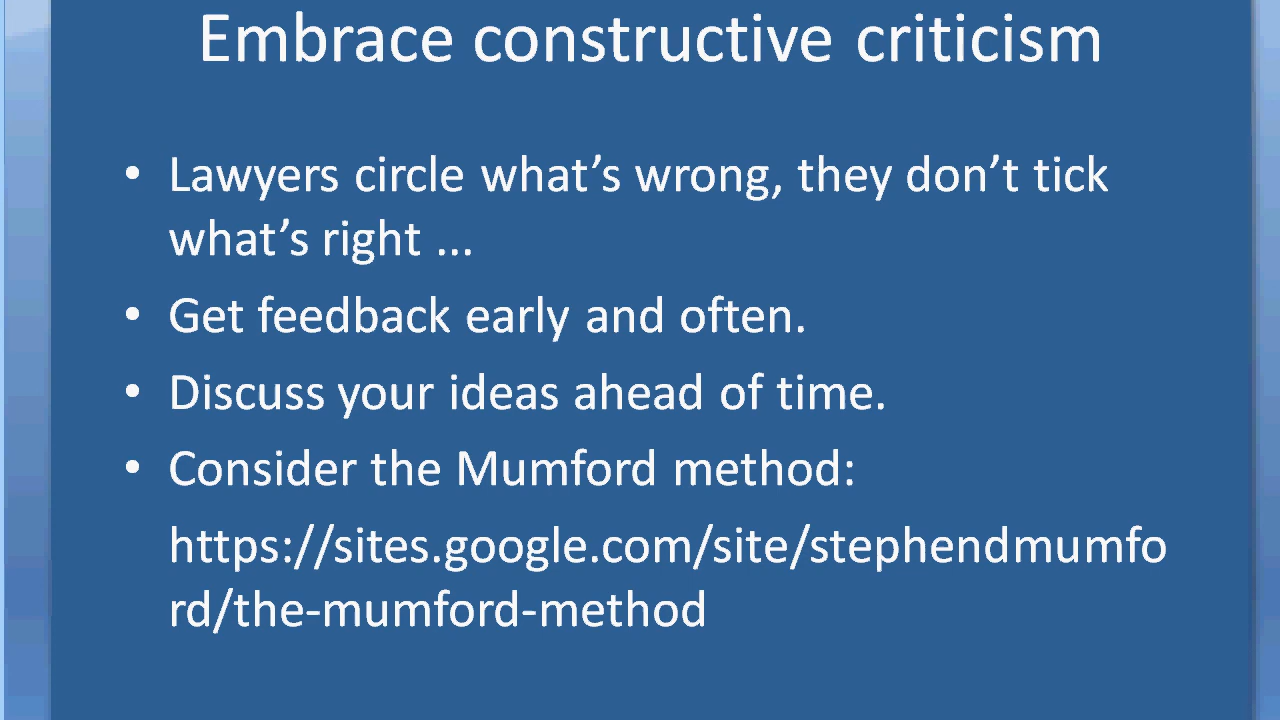 Embrace constructive criticism
• Lawyers circle what’s wrong, they don’t tick
what’s right ...
• Get feedback early and often.
• Discuss your ideas ahead of time.
• Consider the Mumford method:
https://sites.google.com/site/stephendmumfo
rd/the-mumford-method